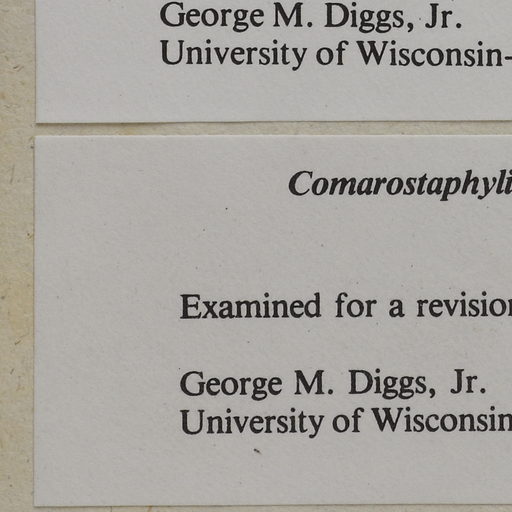 George M. Diggs, Jr.
University of Wisconsin-
Comarostaphyli
Examined for a revision
George M. Diggs, Jr.
University of Wisconsin